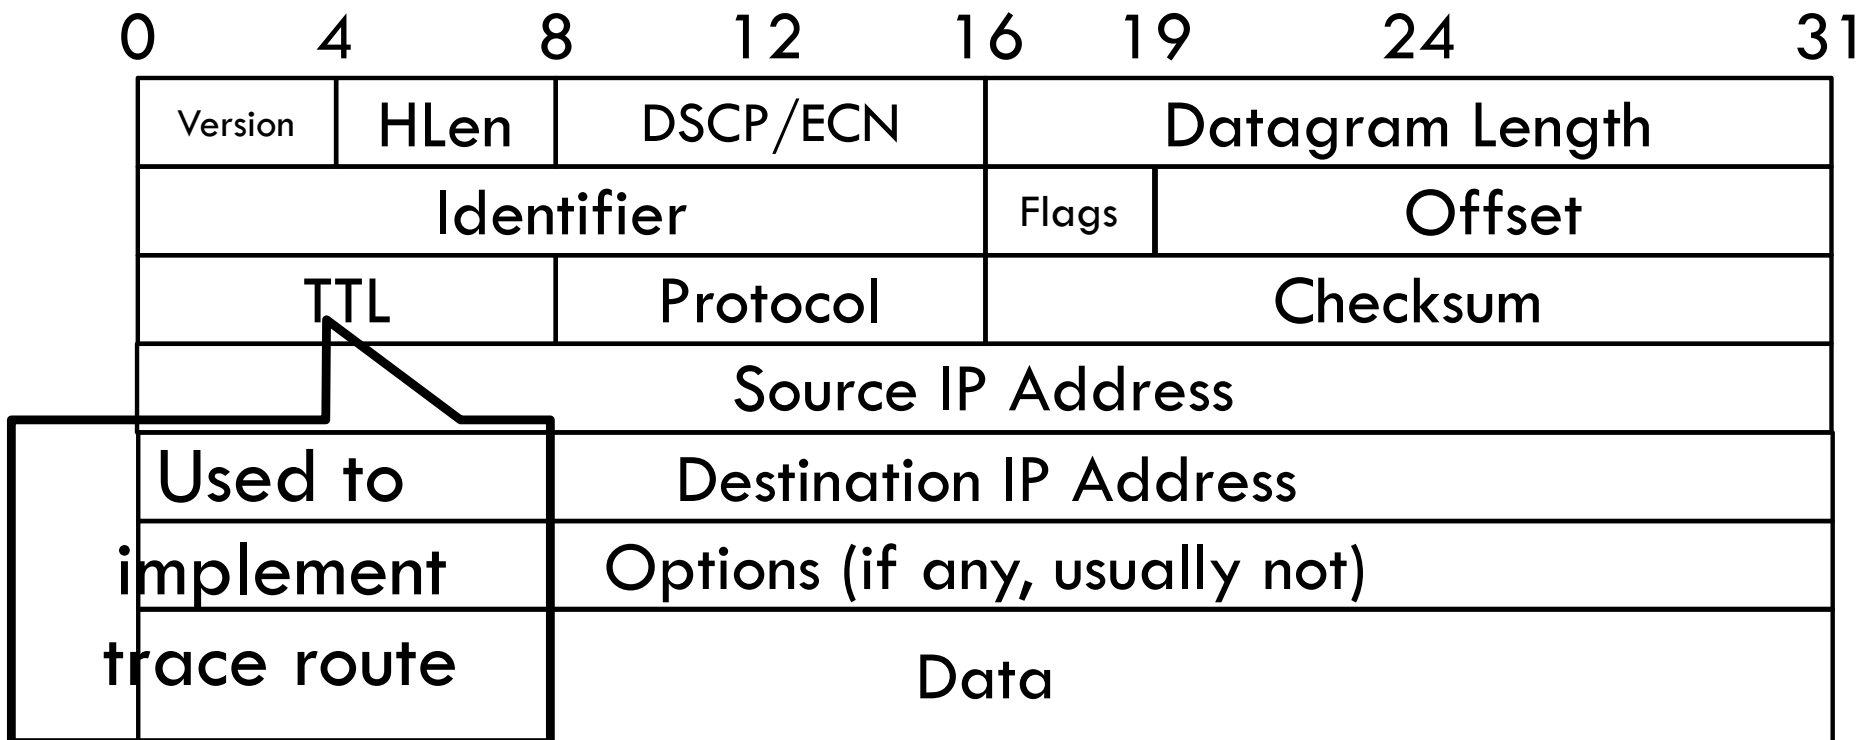 0 4 8 12 16 19 24 31
Version HLen DSCP/ECN Datagram Length
Identifier Flags Offset
TTL Protocol Checksum
Source IP Address
Destination IP Address
Options (if any, usually not)
Data
Used to
implement
trace route